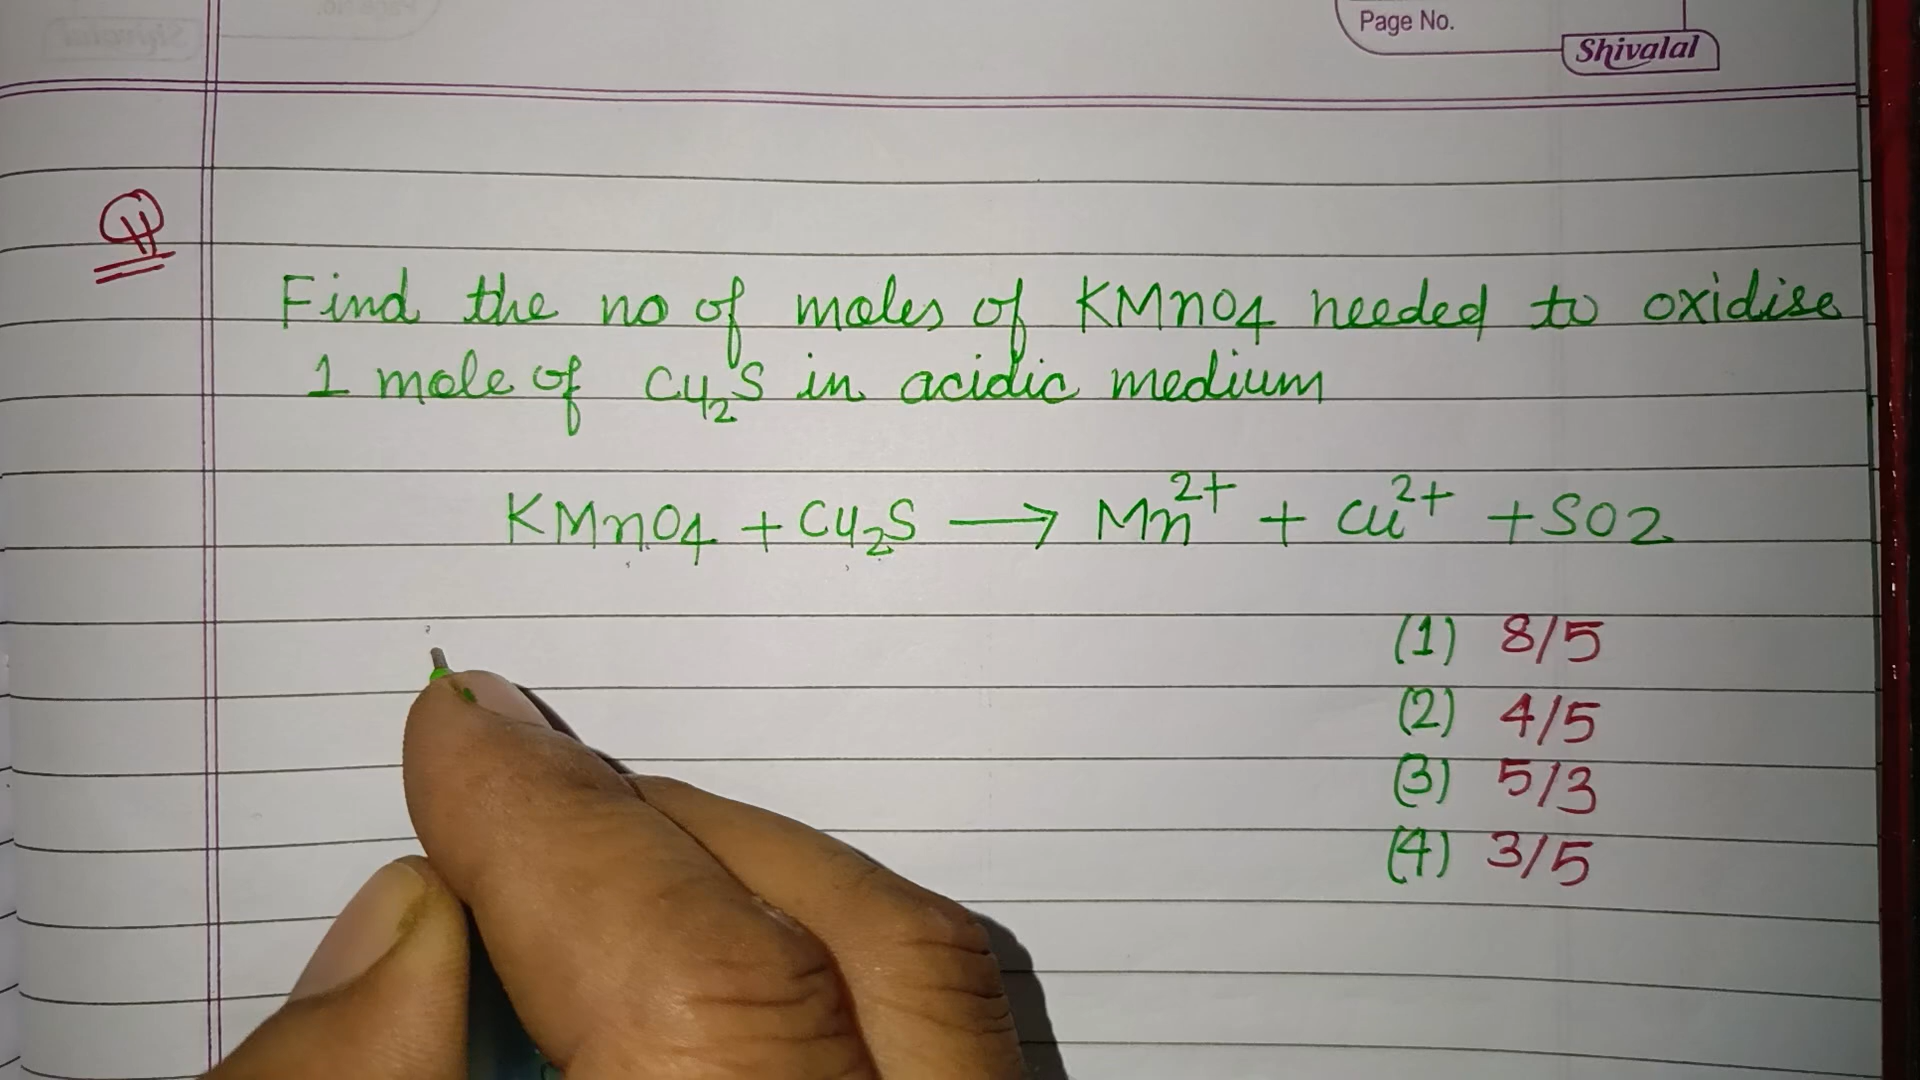 Page No.
Shivalal
Q
Find the no of moles of KMnO4 needed to oxidise
1 mole of Cu₂S in acidic medium
KMnO4 + Cu₂S ⟶ Mn²⁺ + Cu²⁺ + SO2
(1) 8/5
(2) 4/5
(3) 5/3
(4) 3/5